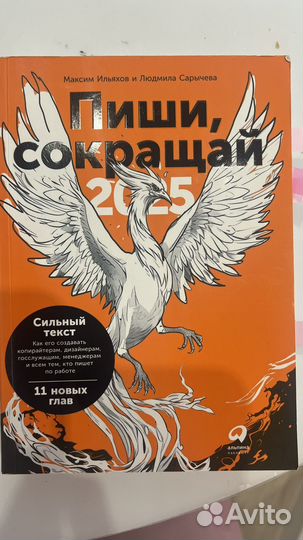 Максим Ильяхов и Людмила Сарычева
Пиши,
сокращай
2025
Сильный
текст
Как его создавать
копирайтерам, дизайнерам,
госслужащим, менеджерам
и всем тем, кто пишет
по работе
11 новых
глав
альпина
Avito